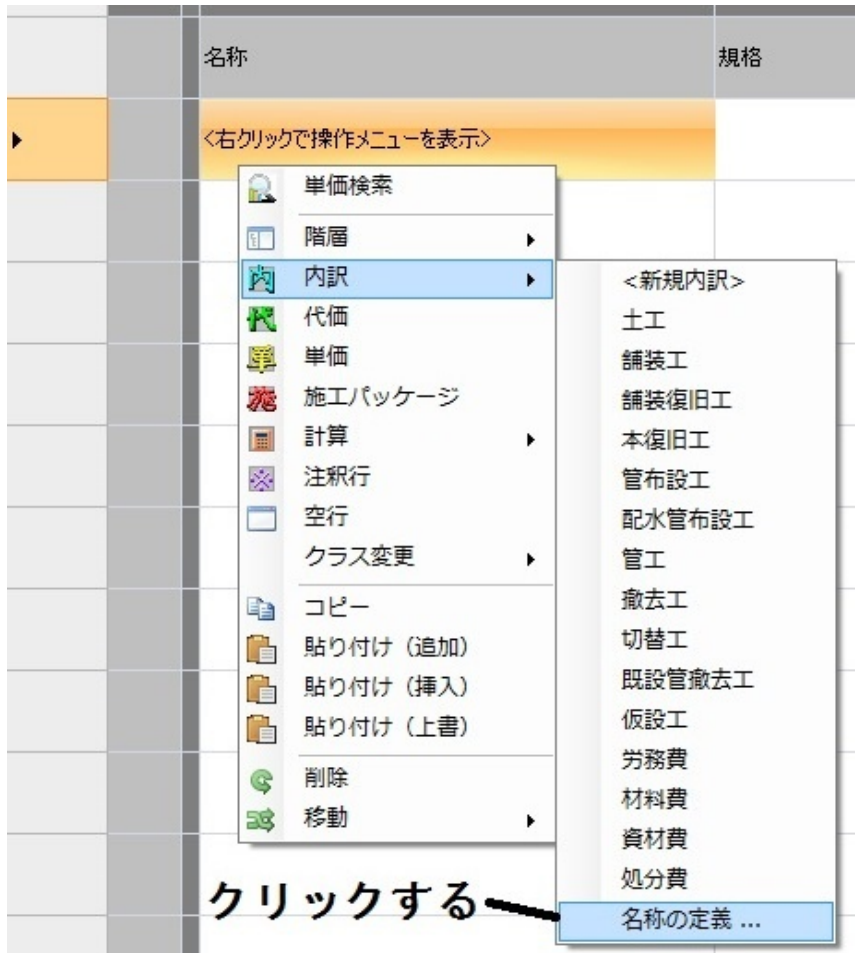 名称
規格
<右クリックで操作メニューを表示>
単価検索
階層
内訳
代価
単価
施工パッケージ
計算
注釈行
空行
クラス変更
コピー
貼り付け（追加）
貼り付け（挿入）
貼り付け（上書）
削除
移動
<新規内訳>
土工
舗装工
舗装復旧工
本復旧工
管布設工
配水管布設工
管工
撤去工
切替工
既設管撤去工
仮設工
労務費
材料費
資材費
処分費
名称の定義 ...
クリックする